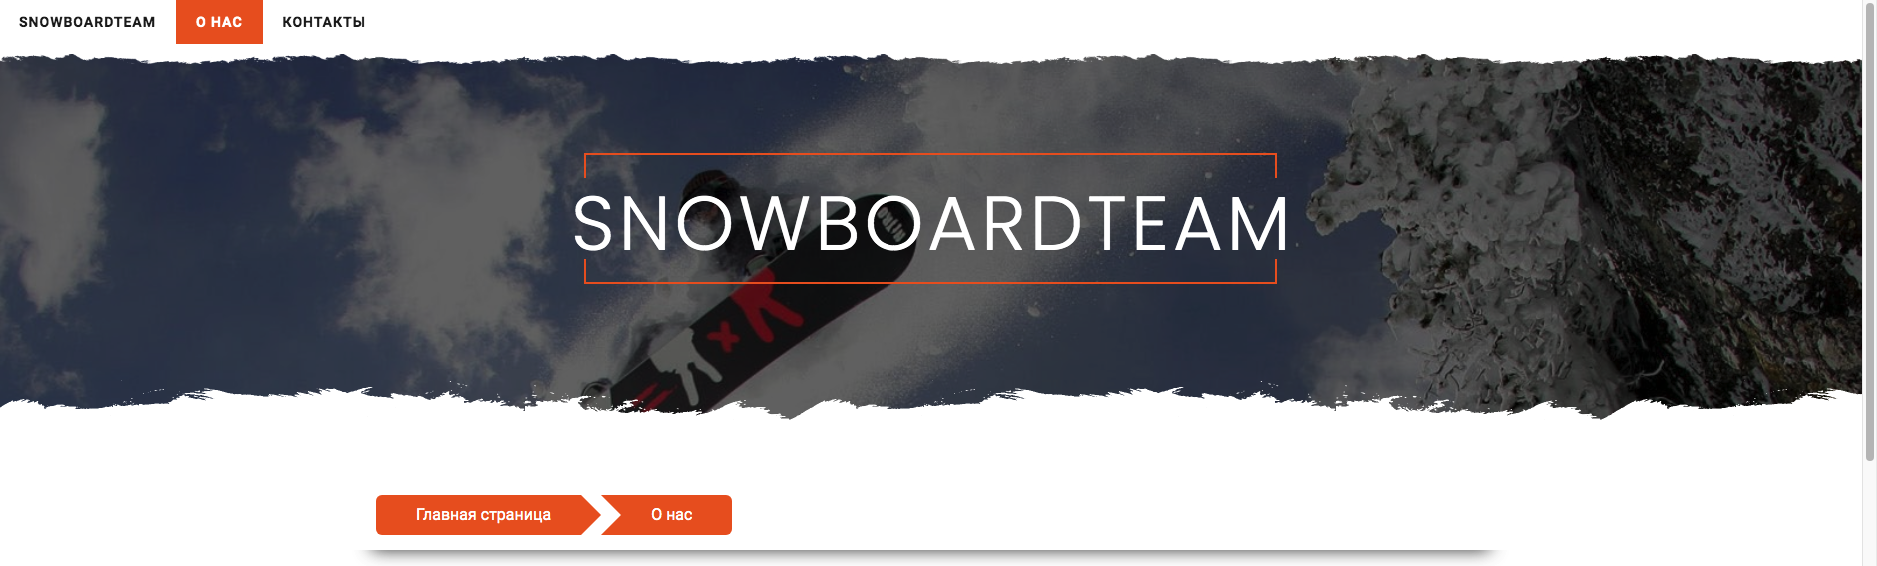 SNOWBOARDTEAM О НАС КОНТАКТЫ
SNOWBOARDTEAM
Главная страница О нас